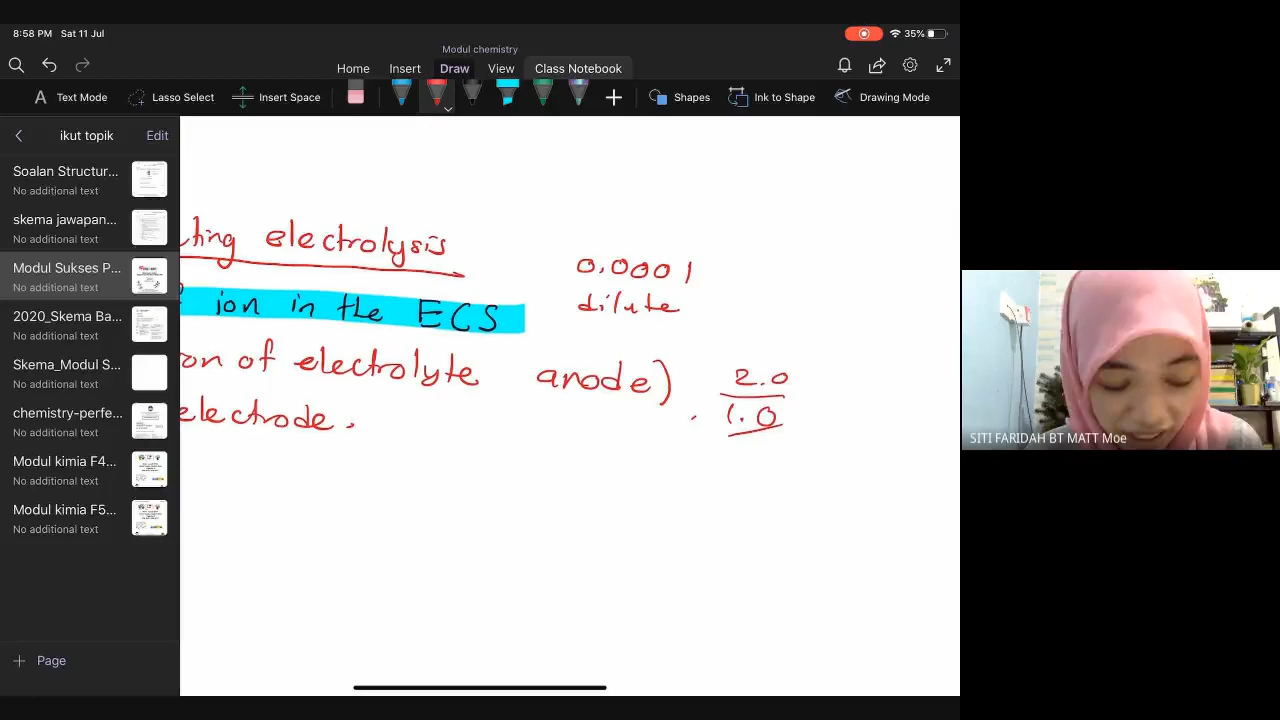 8:58 PM Sat 11 Jul
35%
Modul chemistry
Home Insert Draw View Class Notebook
Text Mode Lasso Select Insert Space Shapes Ink to Shape Drawing Mode
ikut topik Edit
Soalan Structur...
No additional text
skema jawapan...
No additional text
Modul Sukses P...
No additional text
2020_Skema Ba...
No additional text
Skema_Modul S...
No additional text
chemistry-perfe...
No additional text
Modul kimia F4...
No additional text
Modul kimia F5...
No additional text
Page
ting electrolysis
ion in the ECS
on of electrolyte
electrode.
0.0001
dilute
anode)
2.0
1.0
SITI FARIDAH BT MATT Moe